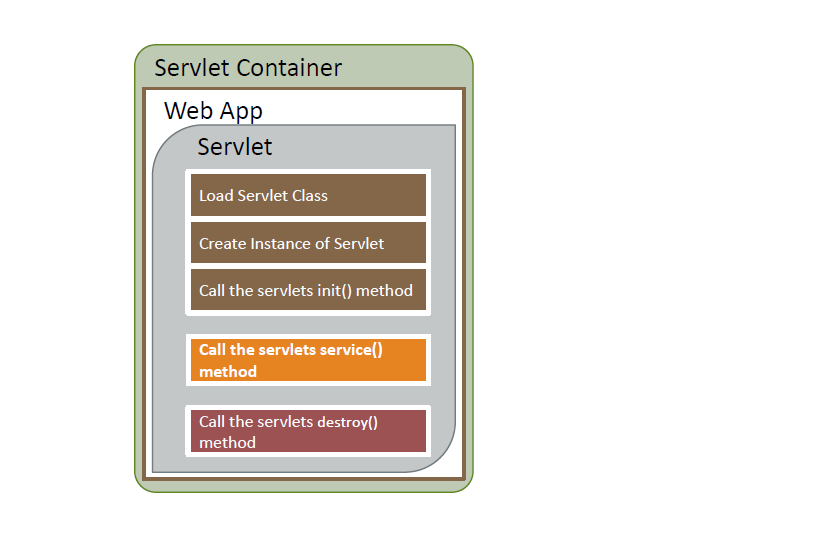 Servlet Container
Web App
Servlet
Load Servlet Class
Create Instance of Servlet
Call the servlets init() method
Call the servlets service()
method
Call the servlets destroy()
method